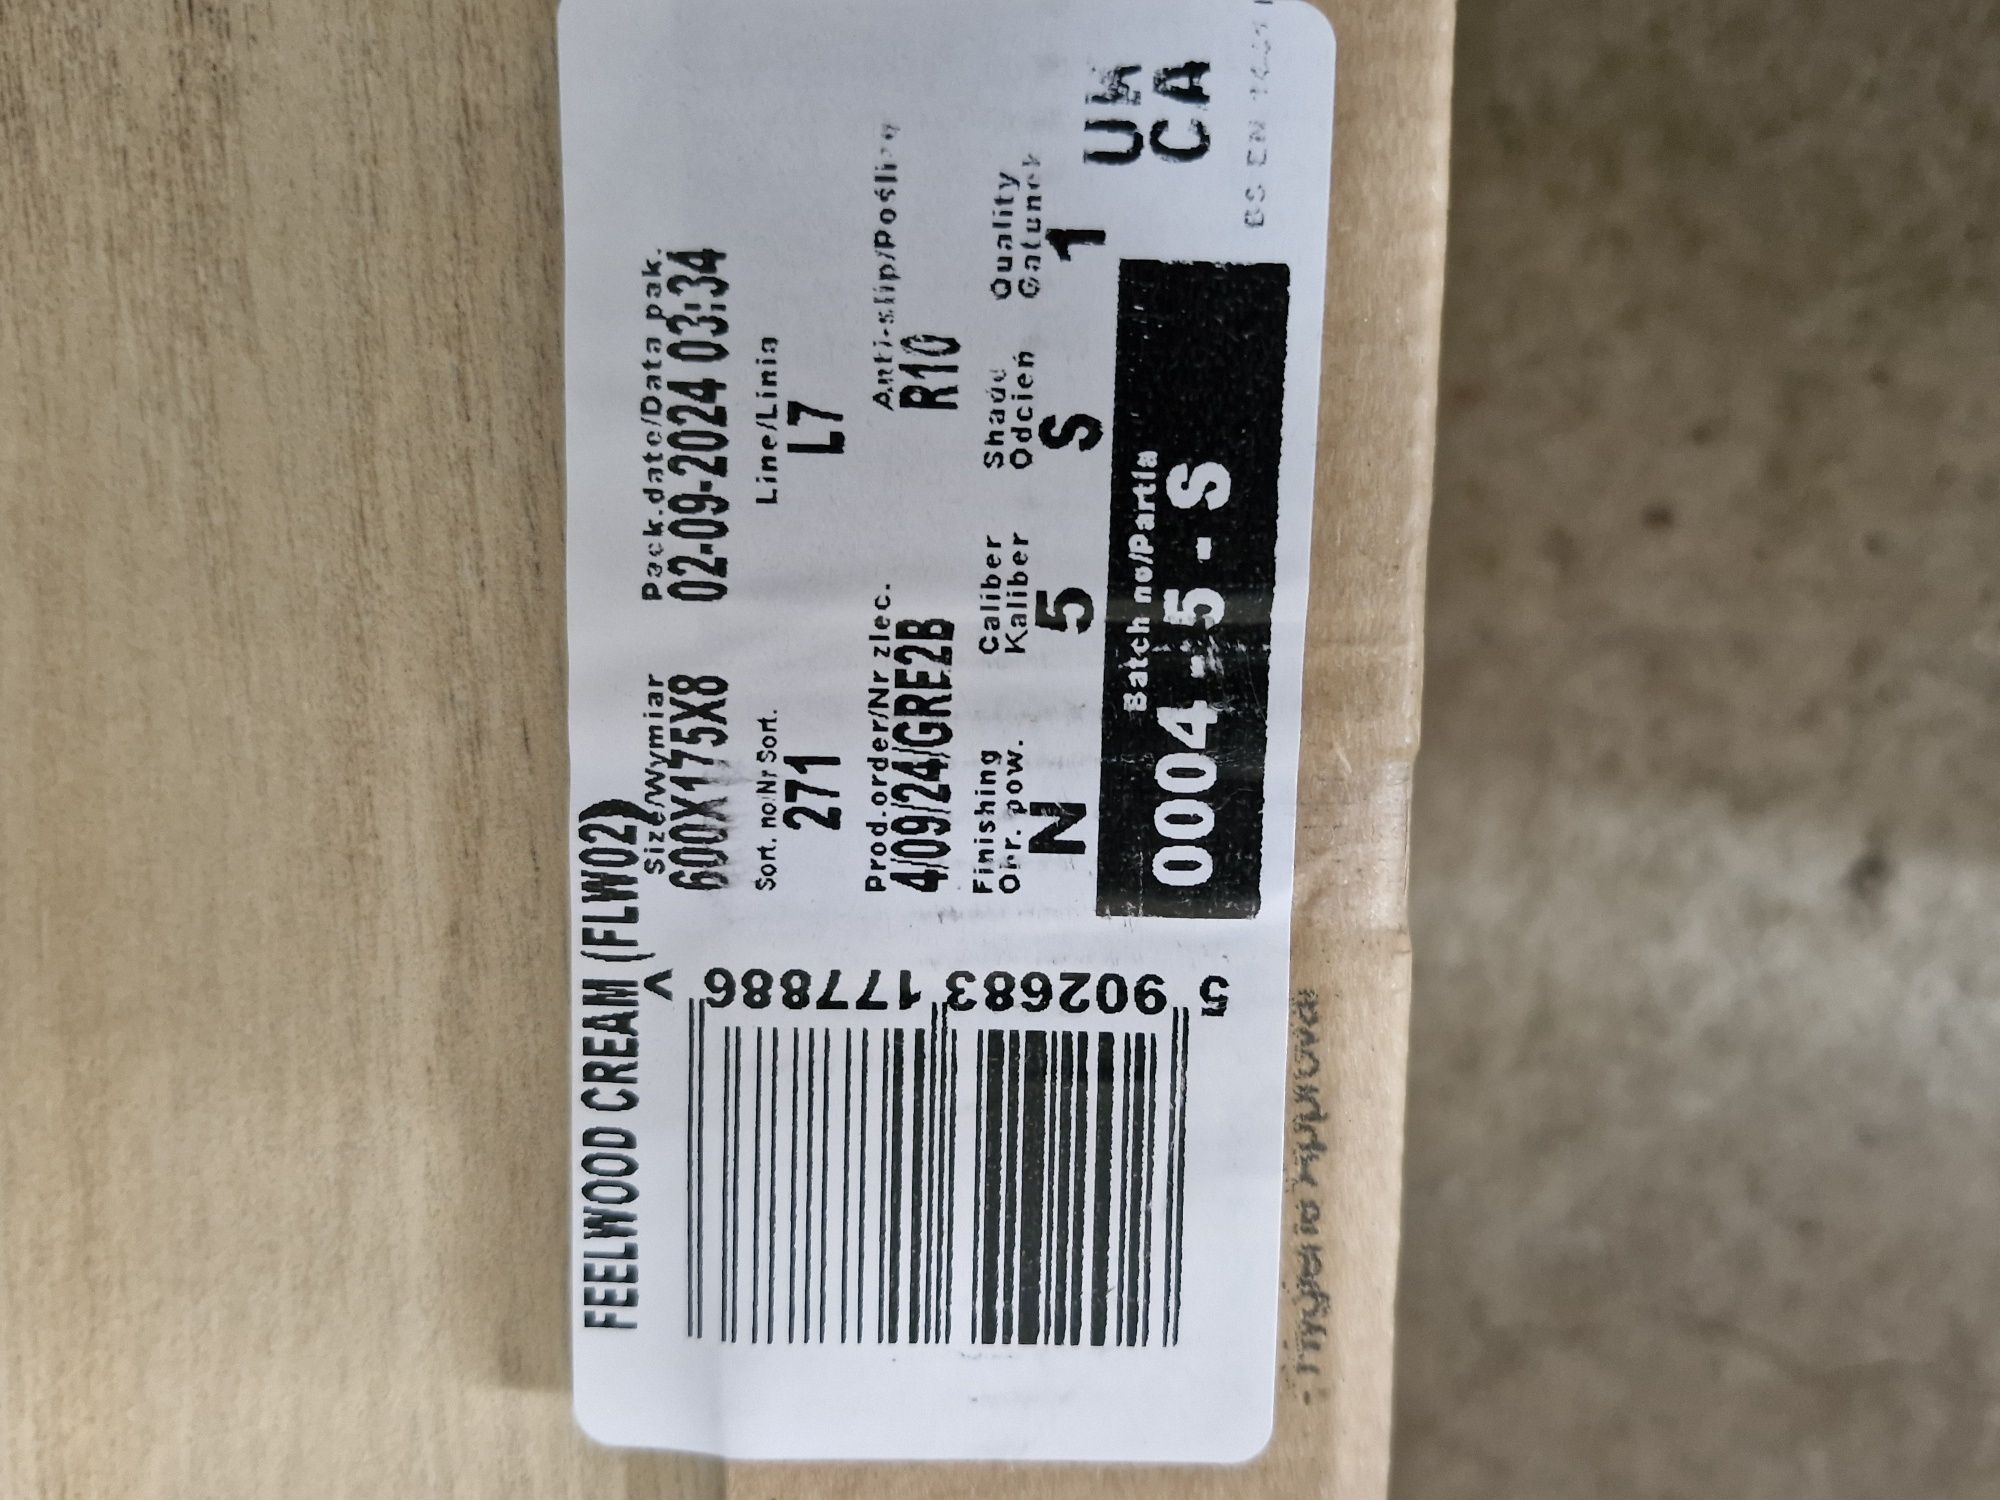 FEELWOOD CREAM (FLW02)
Size/Wymiar
600X175X8
Pack.date/Data pak.
02-09-2024 03:34
Sort. no/Nr Sort.
271
Line/Linia
L7
Prod.order/Nr zlec.
4/09/24/GRE2B
Anti-slip/Poślizg
R10
Finishing
Obr. pow.
N
Caliber
Kaliber
5
Shade
Odcień
S
Quality
Gatunek
1
Batch no/Partia
0004-5-S
UK
CA
BS EN
5 902683 177886 >